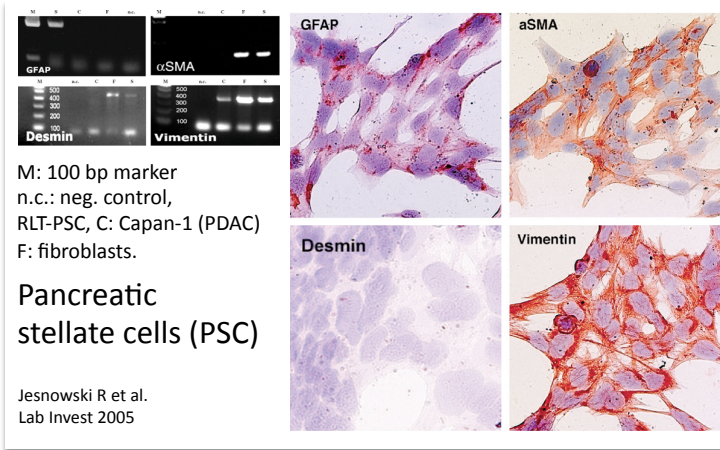 M S C F n.c.
GFAP
αSMA
n.c. C F S
500
400
300
200
100
Desmin
n.c. C F S
500
400
300
200
100
Vimentin
M: 100 bp marker
n.c.: neg. control,
RLT-PSC, C: Capan-1 (PDAC)
F: fibroblasts.
Pancreatic
stellate cells (PSC)
Jesnowski R et al.
Lab Invest 2005
GFAP
aSMA
Desmin
Vimentin